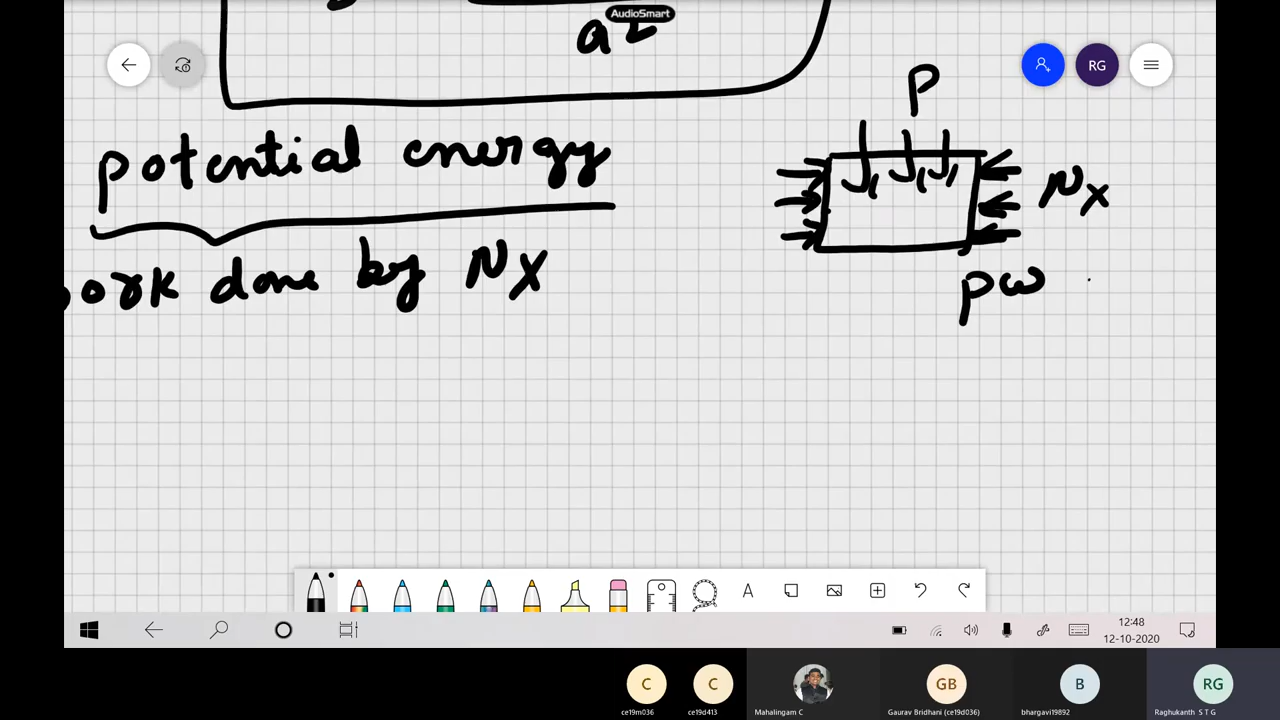 AudioSmart
a²
RG
P
potential energy
Nx
work done by Nx
pw
A
12:48
12-10-2020
C
C
GB
B
RG
ce19m036
ce19d413
Mahalingam C
Gaurav Bridhani (ce19d036)
bhargavi19892
Raghukanth S T G